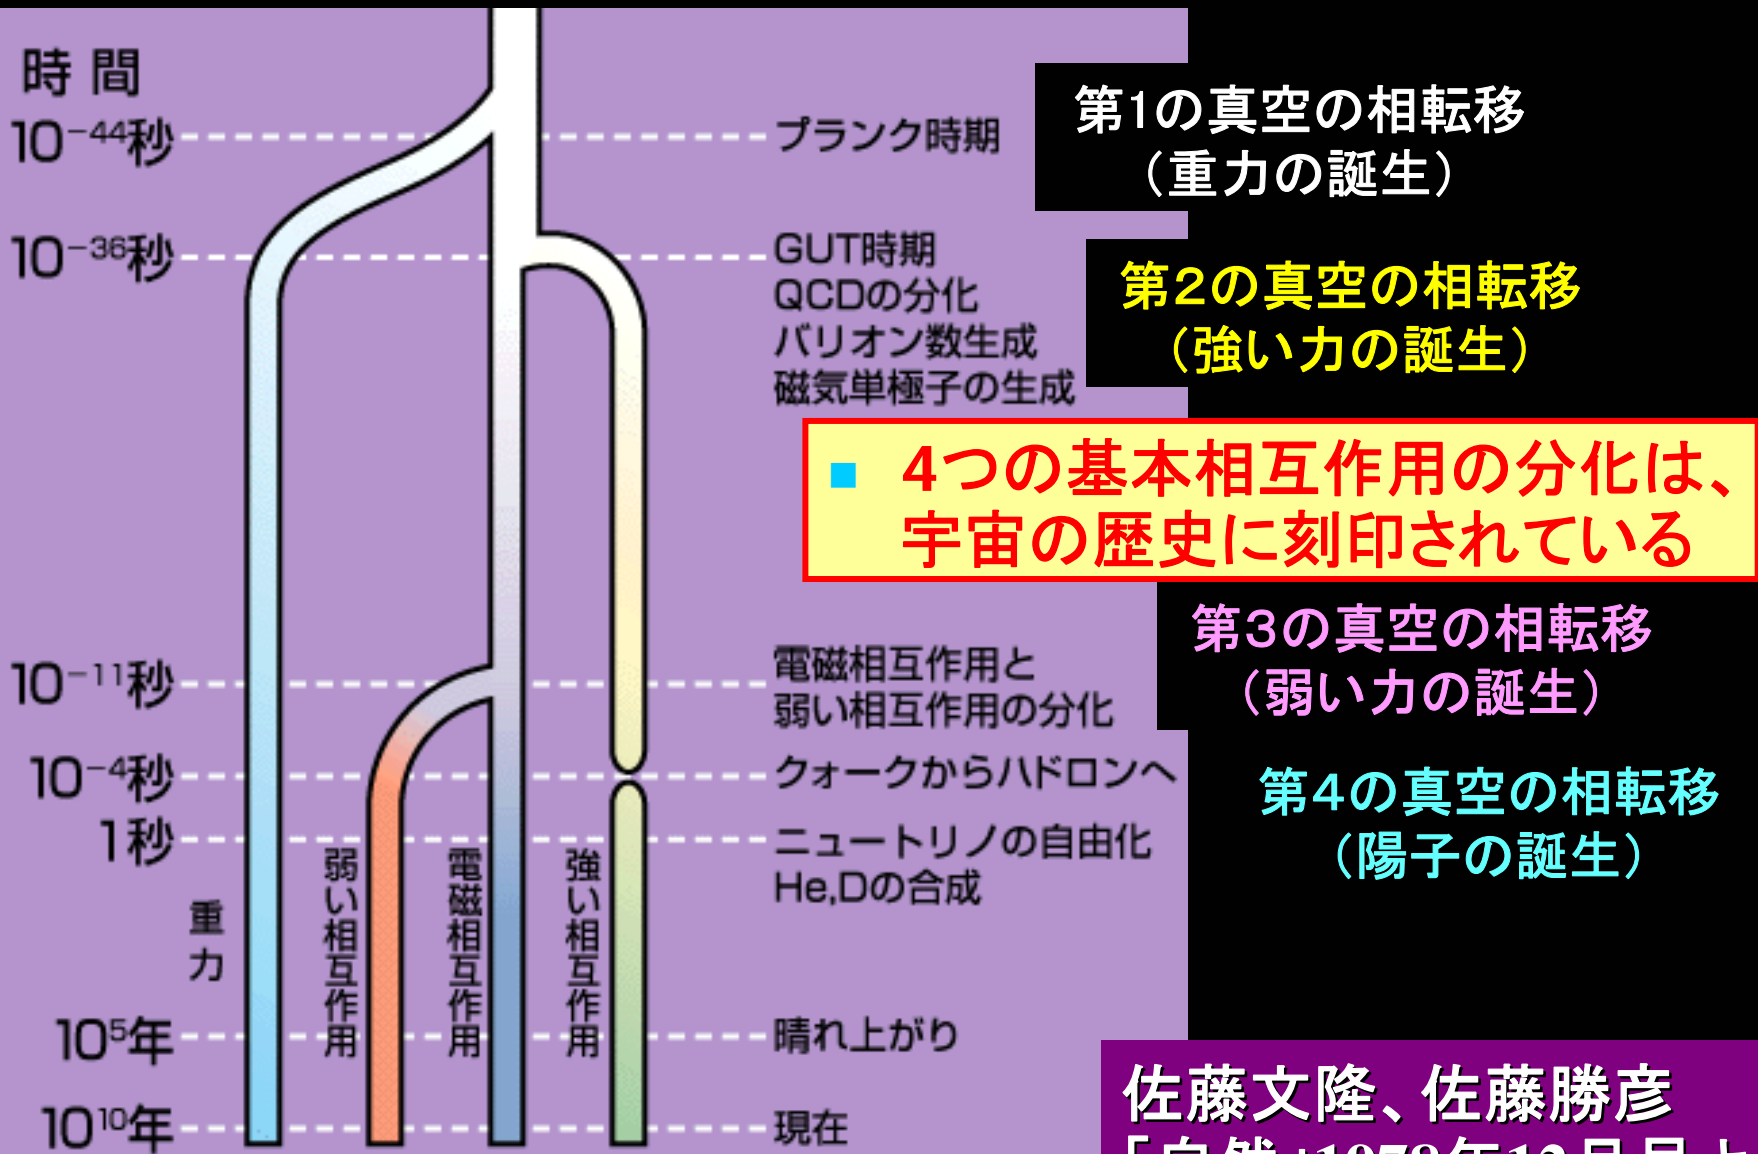 時間
10⁻⁴⁴秒
プランク時期
第1の真空の相転移
（重力の誕生）
10⁻³⁶秒
GUT時期
QCDの分化
バリオン数生成
磁気単極子の生成
第2の真空の相転移
（強い力の誕生）
■ 4つの基本相互作用の分化は、
宇宙の歴史に刻印されている
10⁻¹¹秒
電磁相互作用と
弱い相互作用の分化
第3の真空の相転移
（弱い力の誕生）
10⁻⁴秒
クォークからハドロンへ
第4の真空の相転移
（陽子の誕生）
1秒
ニュートリノの自由化
He,Dの合成
重力
弱い相互作用
電磁相互作用
強い相互作用
10⁵年
晴れ上がり
10¹⁰年
現在
佐藤文隆、佐藤勝彦